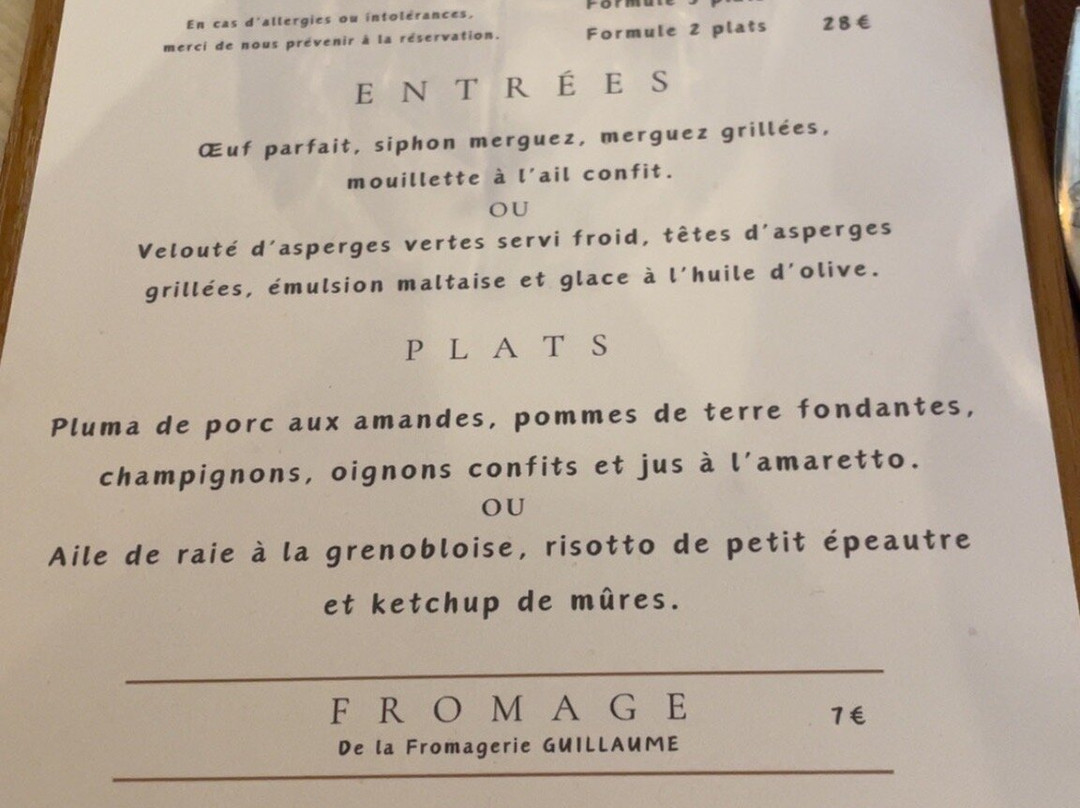 En cas d'allergies ou intolérances,
merci de nous prévenir à la réservation.
Formule 3 plats
Formule 2 plats 28€
ENTRÉES
Œuf parfait, siphon merguez, merguez grillées,
mouillette à l'ail confit.
OU
Velouté d'asperges vertes servi froid, têtes d'asperges
grillées, émulsion maltaise et glace à l'huile d'olive.
PLATS
Pluma de porc aux amandes, pommes de terre fondantes,
champignons, oignons confits et jus à l'amaretto.
OU
Aile de raie à la grenobloise, risotto de petit épeautre
et ketchup de mûres.
FROMAGE 7€
De la Fromagerie GUILLAUME